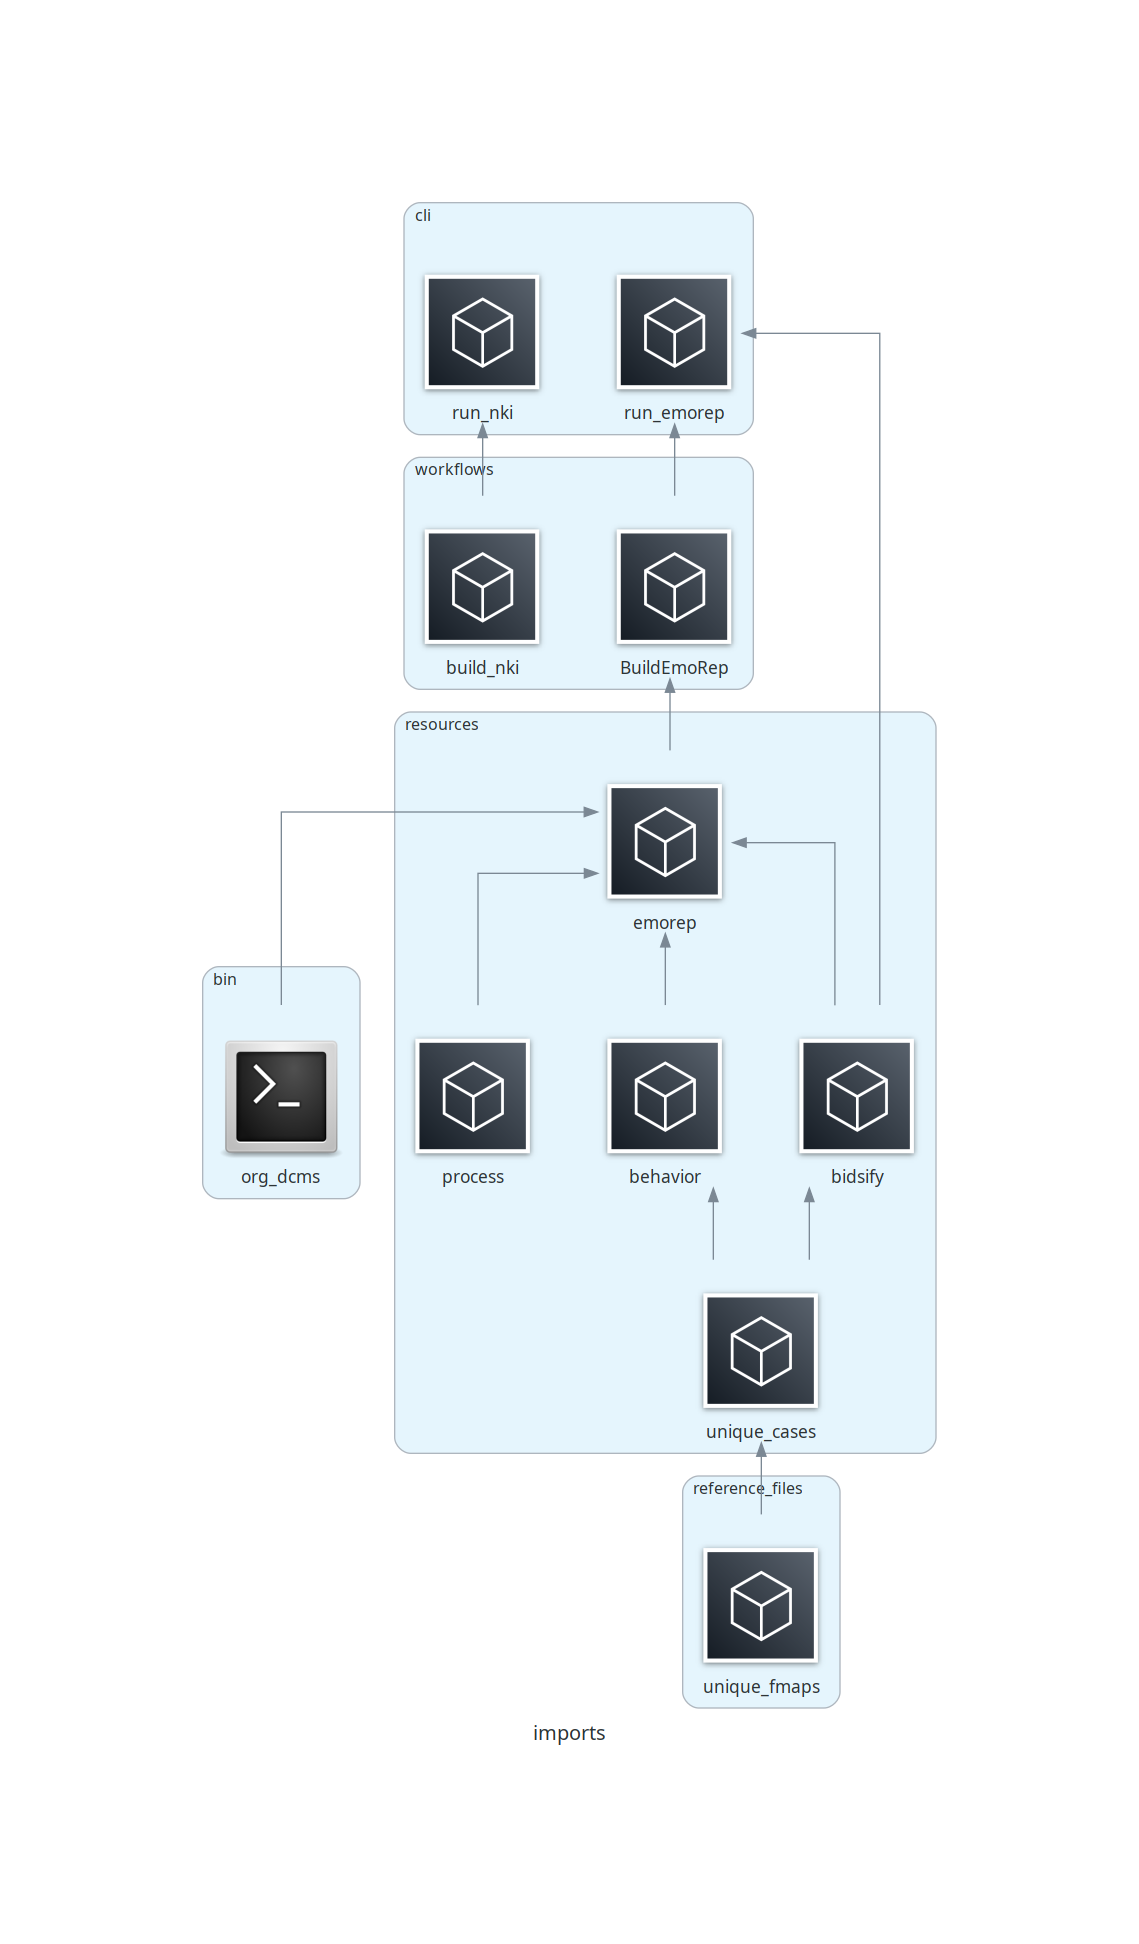 cli
run_nki
run_emorep
workflows
build_nki
BuildEmoRep
resources
emorep
bin
org_dcms
process
behavior
bidsify
unique_cases
reference_files
unique_fmaps
imports